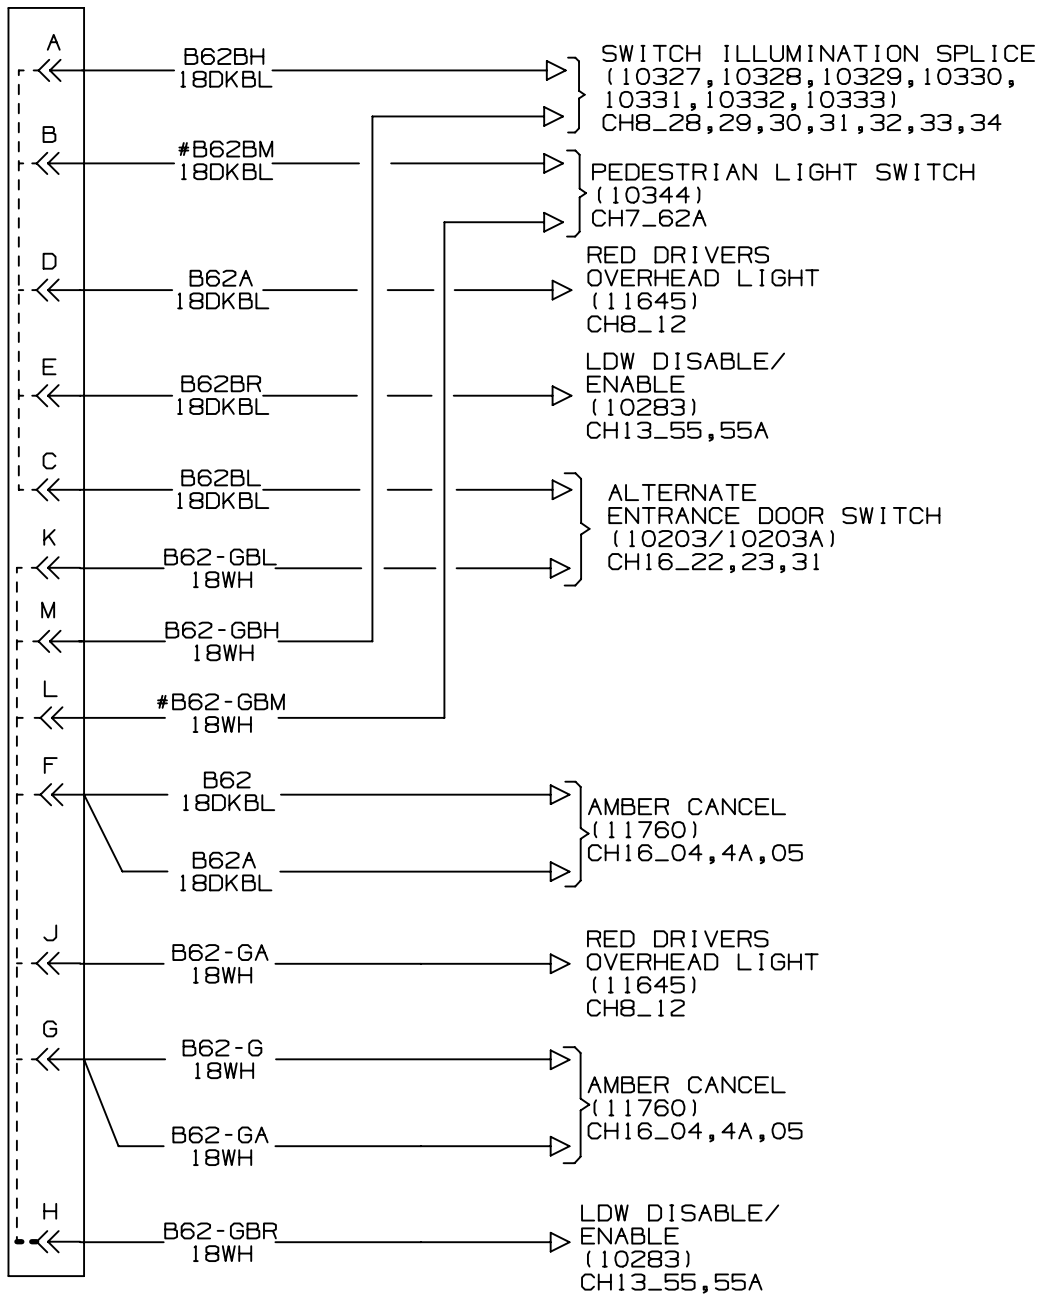 A
B62BH
18DKBL
SWITCH ILLUMINATION SPLICE
(10327,10328,10329,10330,
10331,10332,10333)
CH8_28,29,30,31,32,33,34
B
#B62BM
18DKBL
PEDESTRIAN LIGHT SWITCH
(10344)
CH7_62A
D
B62A
18DKBL
RED DRIVERS
OVERHEAD LIGHT
(11645)
CH8_12
E
B62BR
18DKBL
LDW DISABLE/
ENABLE
(10283)
CH13_55,55A
C
B62BL
18DKBL
ALTERNATE
ENTRANCE DOOR SWITCH
(10203/10203A)
CH16_22,23,31
K
B62-GBL
18WH
M
B62-GBH
18WH
L
#B62-GBM
18WH
F
B62
18DKBL
AMBER CANCEL
(11760)
CH16_04,4A,05
B62A
18DKBL
J
B62-GA
18WH
RED DRIVERS
OVERHEAD LIGHT
(11645)
CH8_12
G
B62-G
18WH
AMBER CANCEL
(11760)
CH16_04,4A,05
B62-GA
18WH
H
B62-GBR
18WH
LDW DISABLE/
ENABLE
(10283)
CH13_55,55A